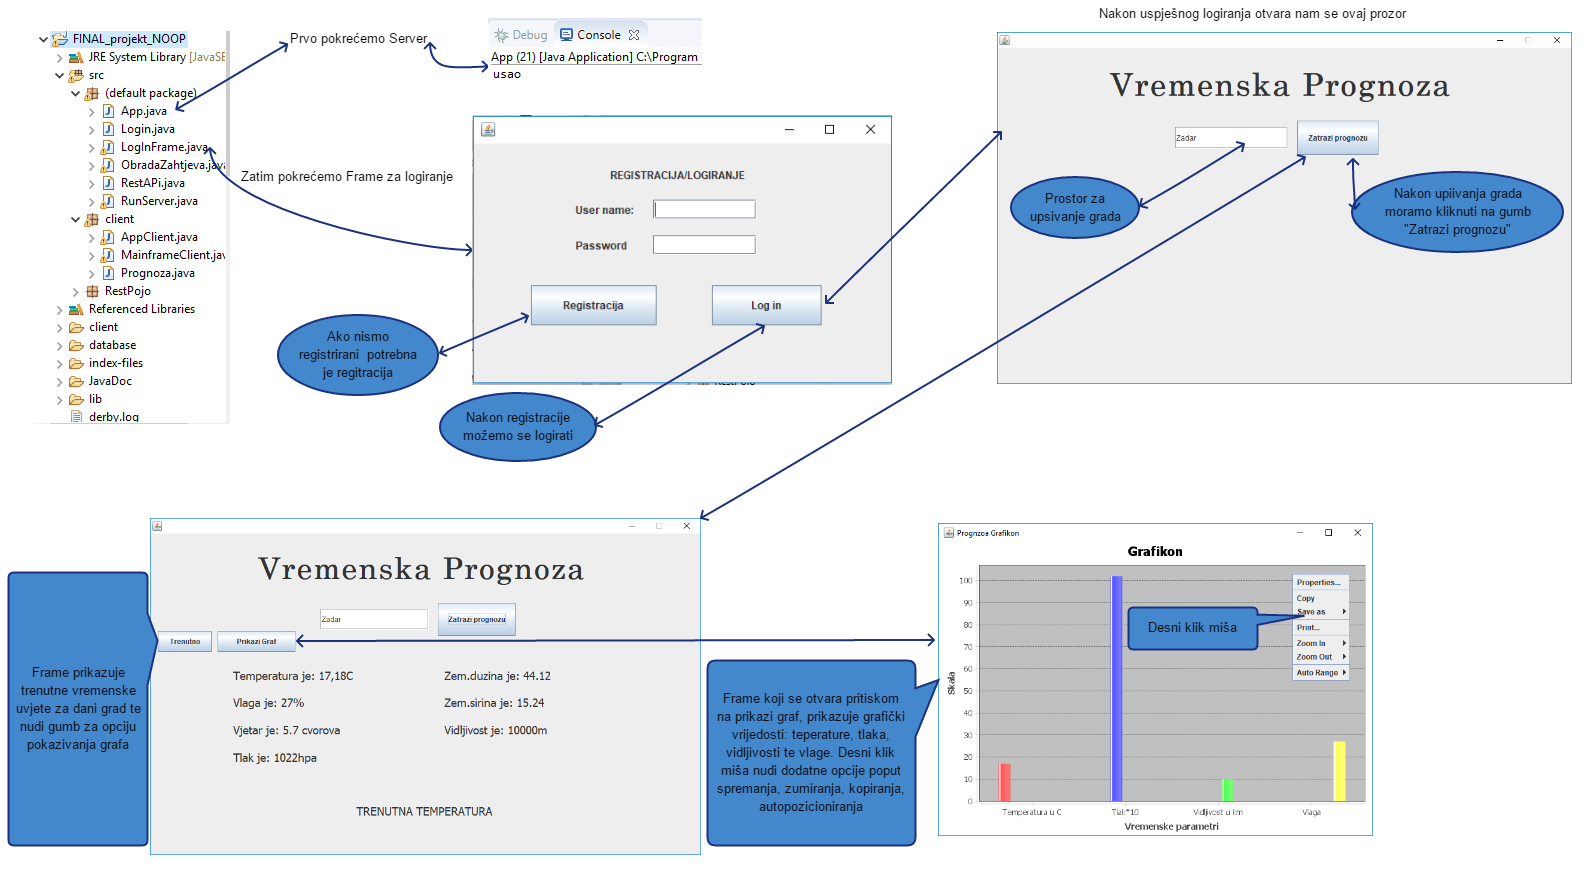 Nakon uspješnog logiranja otvara nam se ovaj prozor
FINAL_projekt_NOOP
JRE System Library [JavaSE
src
(default package)
App.java
Login.java
LogInFrame.java
ObradaZahtjeva.java
RestAPi.java
RunServer.java
client
AppClient.java
MainframeClient.jav
Prognoza.java
RestPojo
Referenced Libraries
client
database
index-files
JavaDoc
lib
derby.log
Prvo pokrećemo Server
Zatim pokrećemo Frame za logiranje
Debug Console
App (21) [Java Application] C:\Program
usao
REGISTRACIJA/LOGIRANJE
User name:
Password
Registracija Log in
Ako nismo
registrirani potrebna
je regitracija
Nakon registracije
možemo se logirati
Vremenska Prognoza
Zadar Zatrazi prognozu
Prostor za
upsivanje grada
Nakon upiivanja grada
moramo kliknuti na gumb
"Zatrazi prognozu"
Vremenska Prognoza
Zadar Zatrazi prognozu
Trenutno Prikazi Graf
Temperatura je: 17,18C Zem.duzina je: 44.12
Vlaga je: 27% Zem.sirina je: 15.24
Vjetar je: 5.7 cvorova Vidljivost je: 10000m
Tlak je: 1022hpa
TRENUTNA TEMPERATURA
Frame prikazuje
trenutne vremenske
uvjete za dani grad te
nudi gumb za opciju
pokazivanja grafa
Frame koji se otvara pritiskom
na prikazi graf, prikazuje grafički
vrijedosti: teperature, tlaka,
vidljivosti te vlage. Desni klik
miša nudi dodatne opcije poput
spremanja, zumiranja, kopiranja,
autopozicioniranja
Prognzoa Grafikon
Grafikon
Skala
100
90
80
70
60
50
40
30
20
10
0
Temperatura u C Tlak*10 Vidljivost u km Vlaga
Vremenske parametri
Properties...
Copy
Save as
Print...
Zoom In
Zoom Out
Auto Range
Desni klik miša